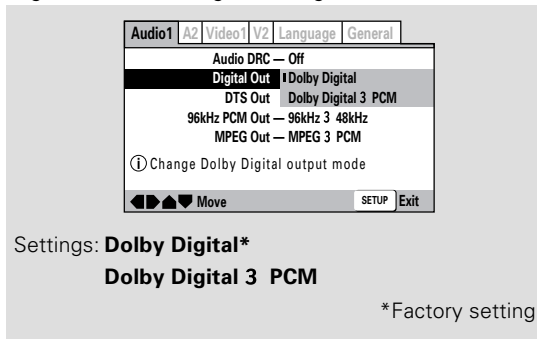 Audio1 A2 Video1 V2 Language General
Audio DRC — Off
Digital Out Dolby Digital
DTS Out Dolby Digital 3 PCM
96kHz PCM Out — 96kHz 3 48kHz
MPEG Out — MPEG 3 PCM
ⓘ Change Dolby Digital output mode
Move SETUP Exit
Settings: Dolby Digital*
Dolby Digital 3 PCM
*Factory setting